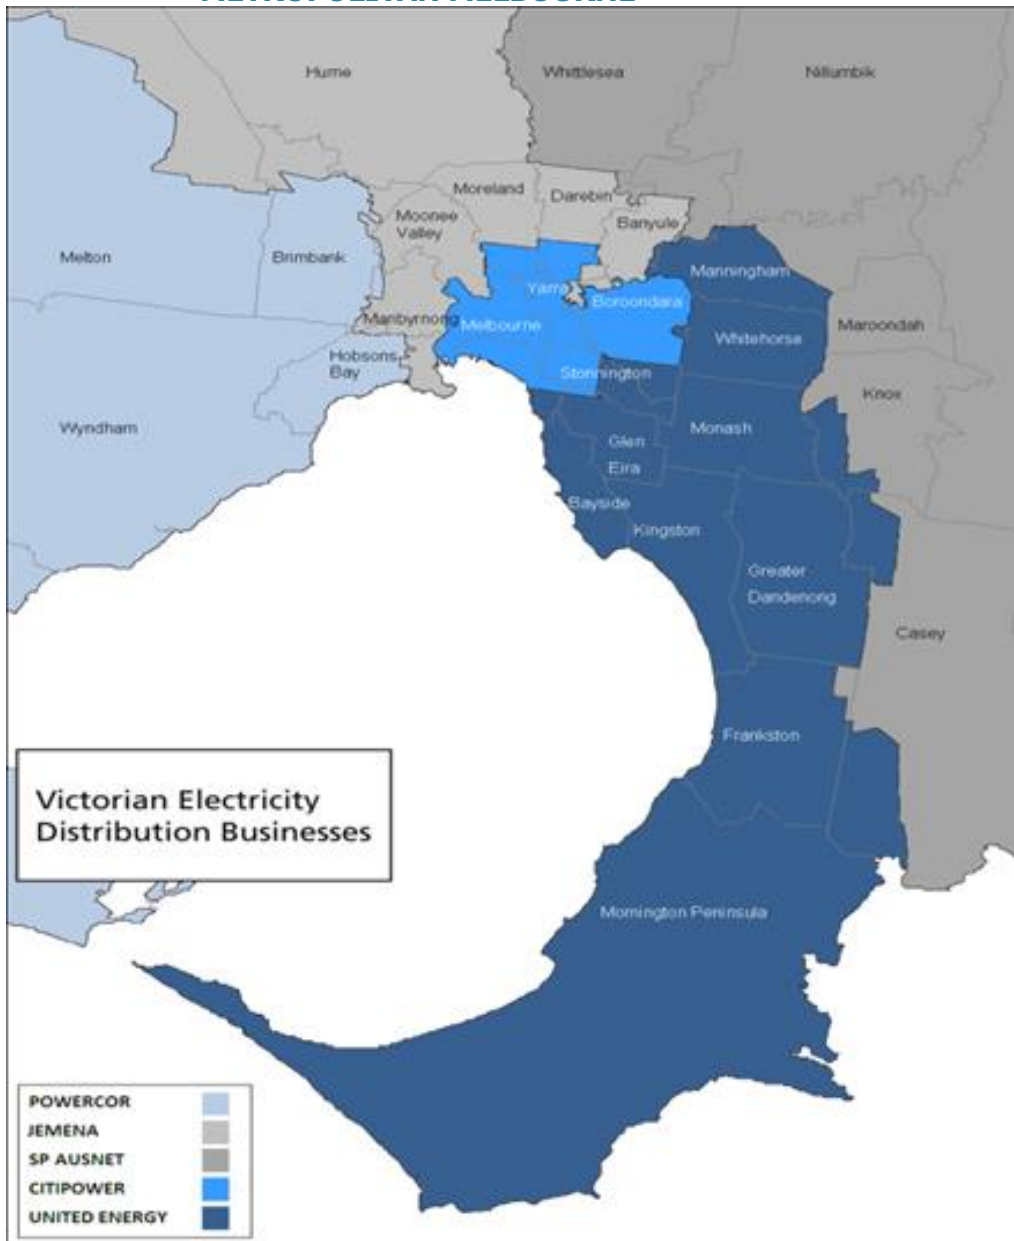 METROPOLITAN MELBOURNE
Hume
Whittlesea
Nillumbik
Moreland
Darebin
Moonee
Valley
Banyule
Melton
Brimbank
Manningham
Yarra
Boroondara
Maribyrnong
Melbourne
Whitehorse
Maroondah
Hobsons
Bay
Stonnington
Knox
Wyndham
Monash
Glen
Eira
Bayside
Kingston
Greater
Dandenong
Casey
Frankston
Victorian Electricity
Distribution Businesses
Mornington Peninsula
POWERCOR
JEMENA
SP AUSNET
CITIPOWER
UNITED ENERGY